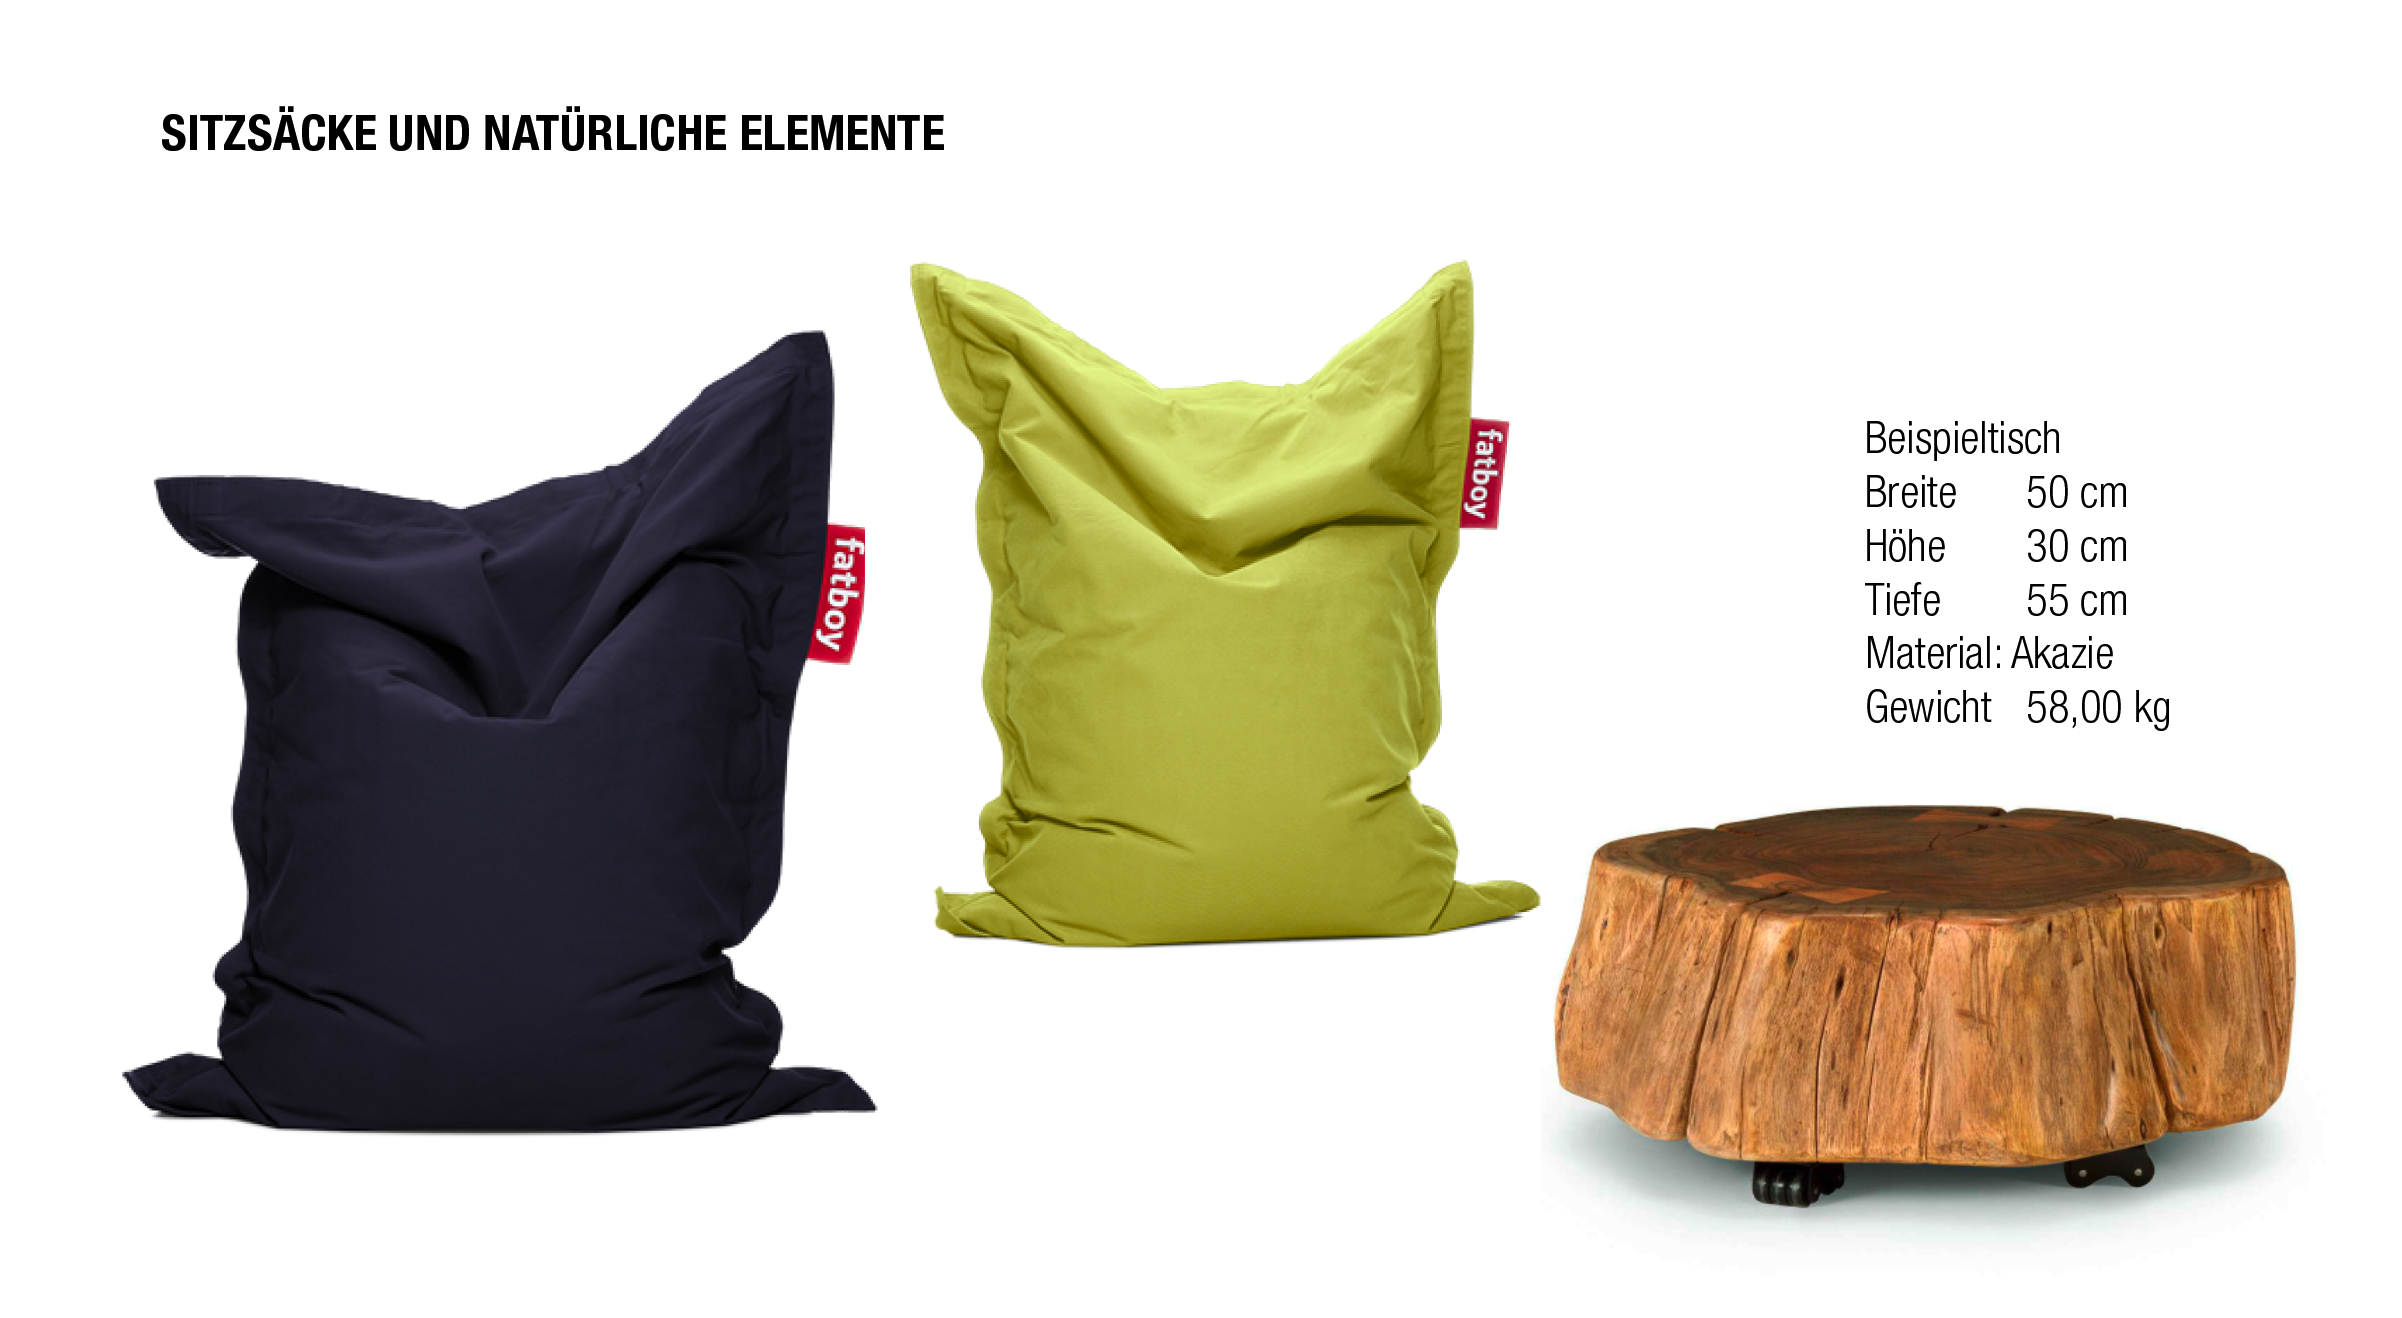 SITZSÄCKE UND NATÜRLICHE ELEMENTE
fatboy
fatboy
Beispieltisch
Breite 50 cm
Höhe 30 cm
Tiefe 55 cm
Material: Akazie
Gewicht 58,00 kg